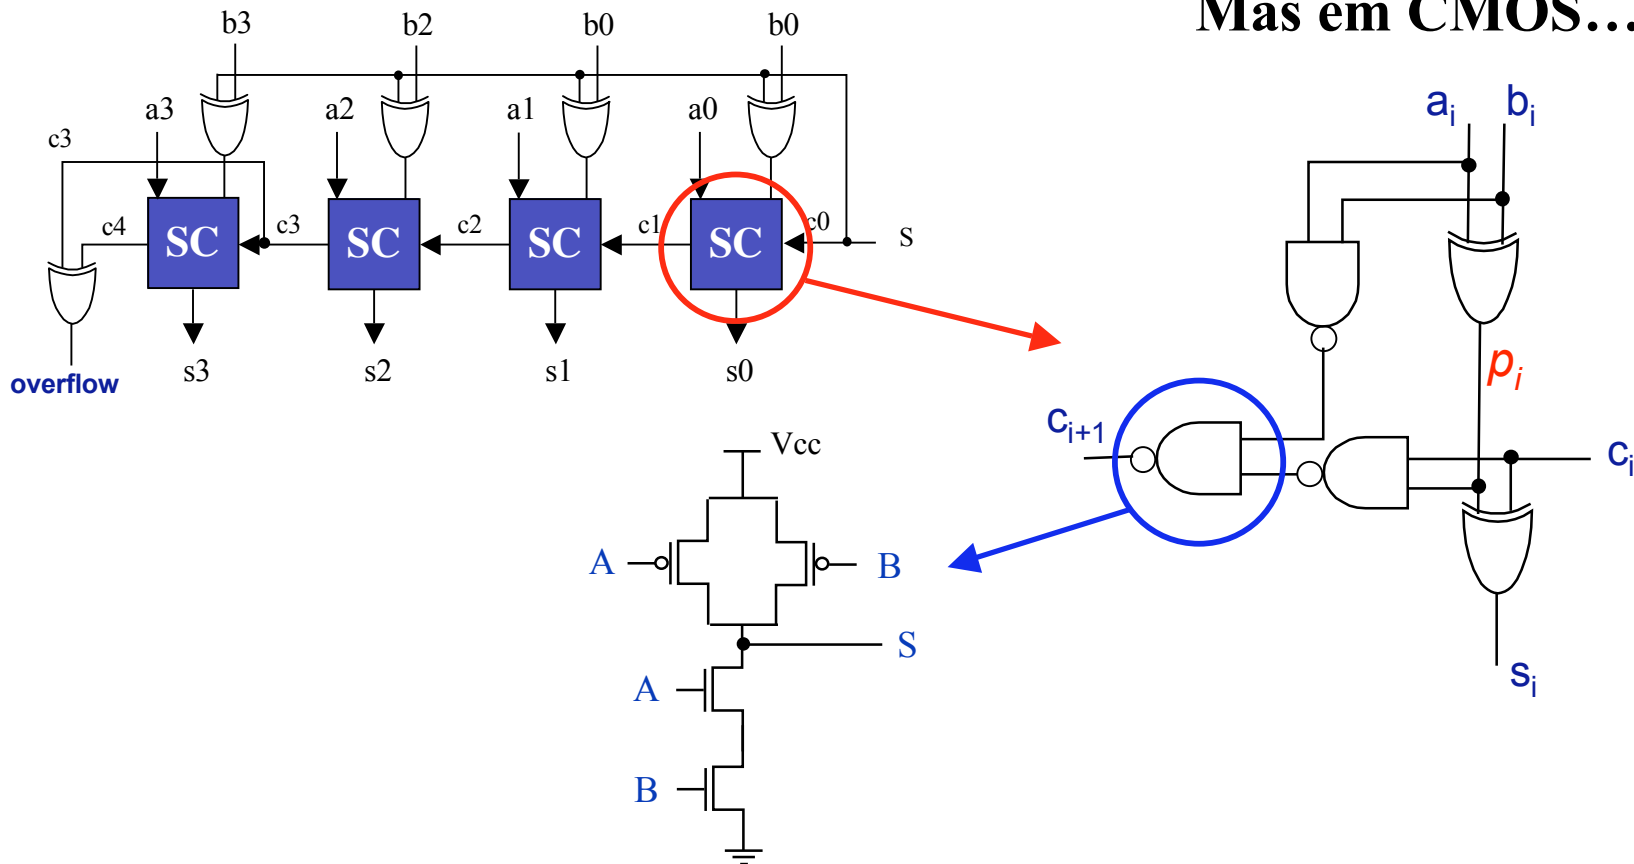 Mas em CMOS...
b3 b2 b0 b0
a3 a2 a1 a0
c3
c4 SC c3 SC c2 SC c1 SC c0 S
overflow s3 s2 s1 s0
ai bi
pi
ci+1
ci
si
Vcc
A B
S
A
B